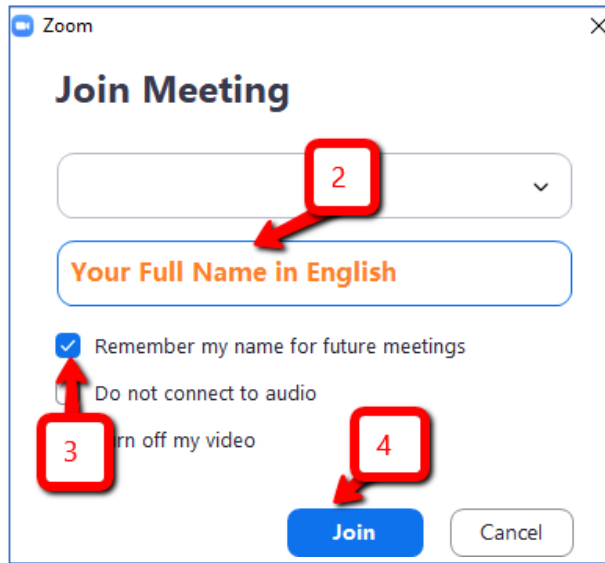 Zoom
Join Meeting
2
Your Full Name in English
Remember my name for future meetings
Do not connect to audio
3
rn off my video
4
Join
Cancel